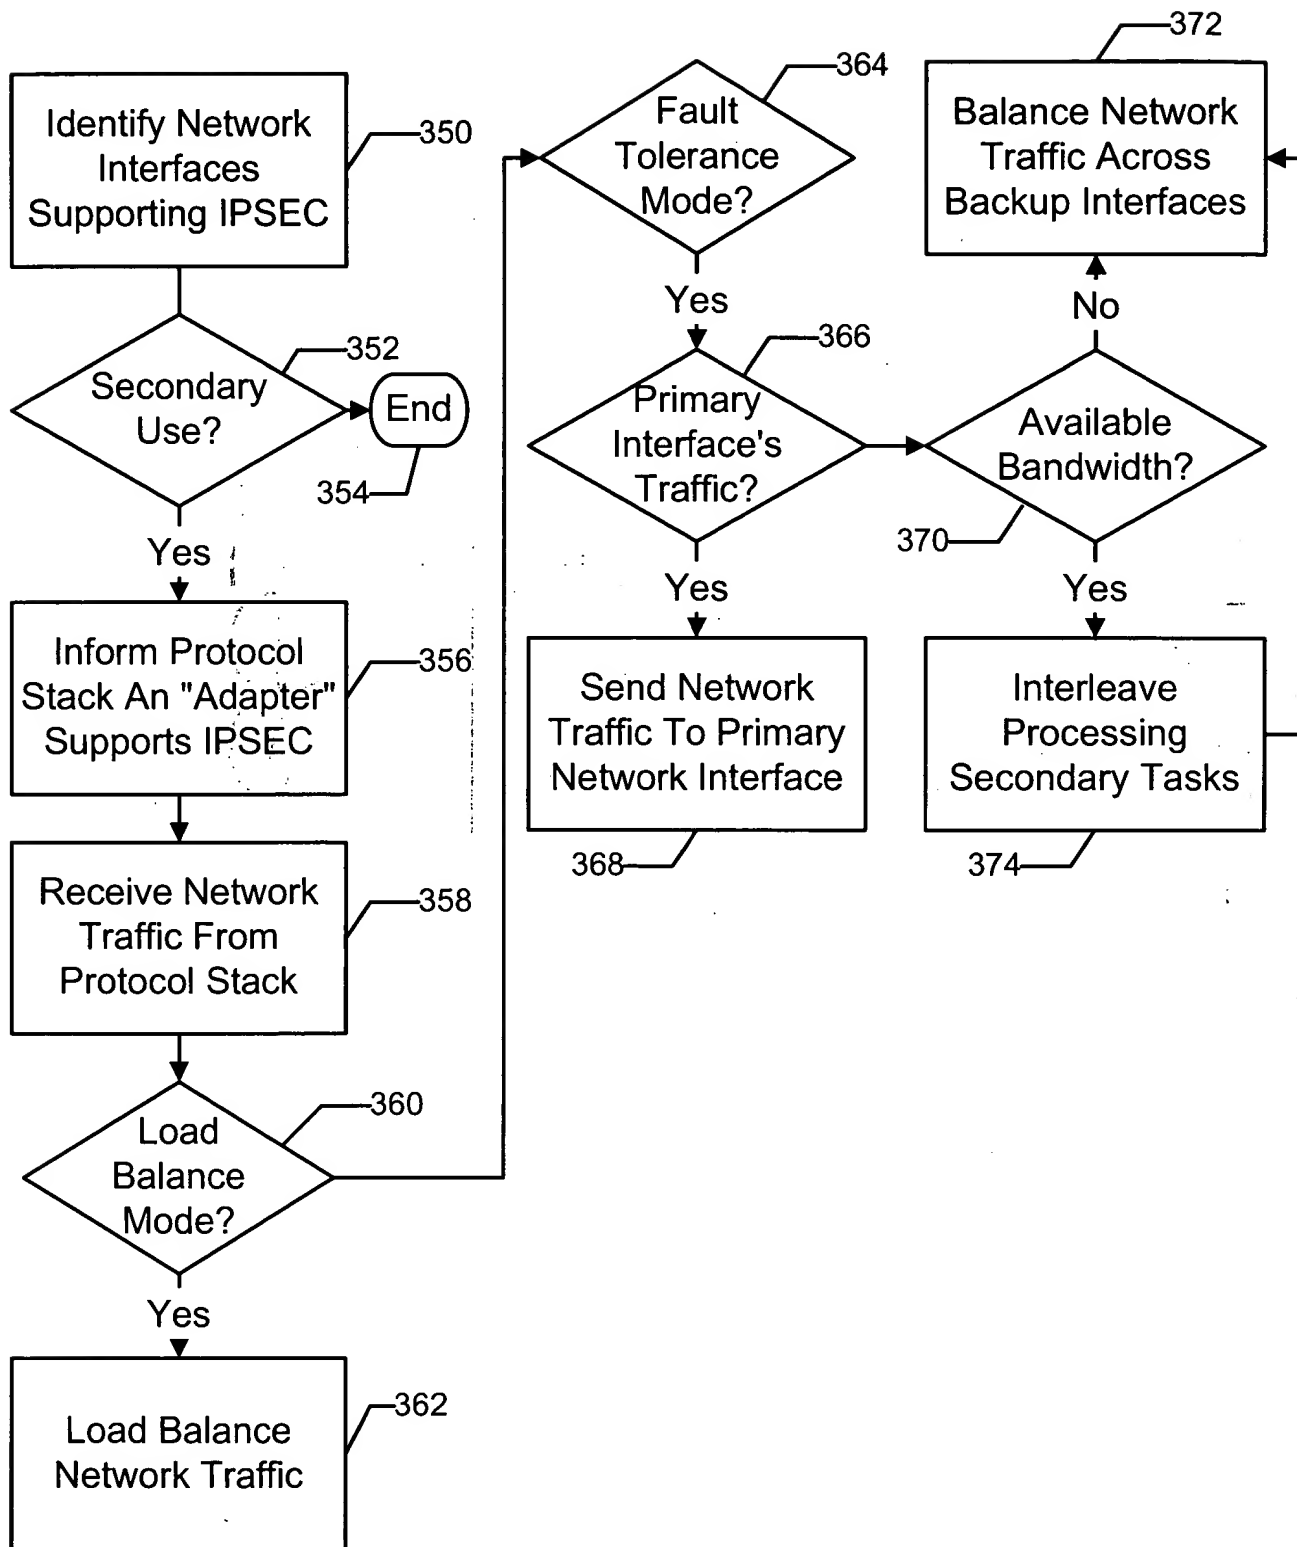 Identify Network
Interfaces
Supporting IPSEC
350
Secondary
Use?
352
End
354
Yes
Inform Protocol
Stack An "Adapter"
Supports IPSEC
356
Receive Network
Traffic From
Protocol Stack
358
Load
Balance
Mode?
360
Yes
Load Balance
Network Traffic
362
Fault
Tolerance
Mode?
364
Yes
Primary
Interface's
Traffic?
366
Yes
Send Network
Traffic To Primary
Network Interface
368
372
Balance Network
Traffic Across
Backup Interfaces
No
Available
Bandwidth?
370
Yes
Interleave
Processing
Secondary Tasks
374